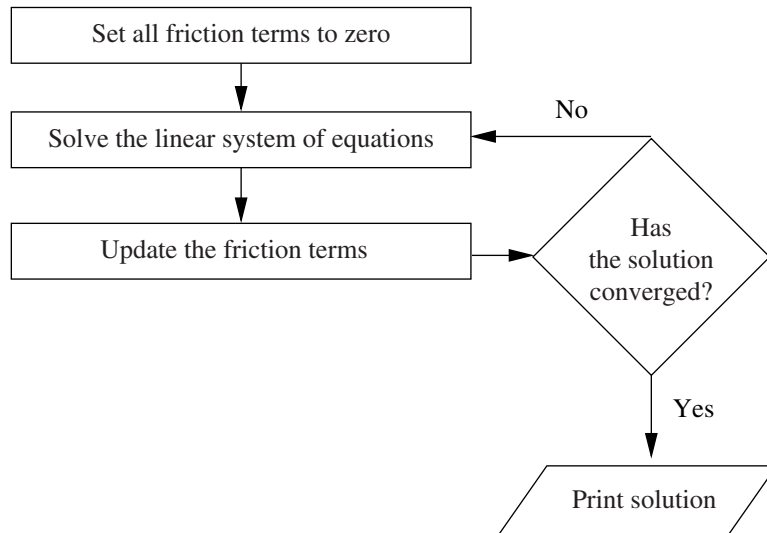 Set all friction terms to zero
Solve the linear system of equations
No
Update the friction terms
Has
the solution
converged?
Yes
Print solution